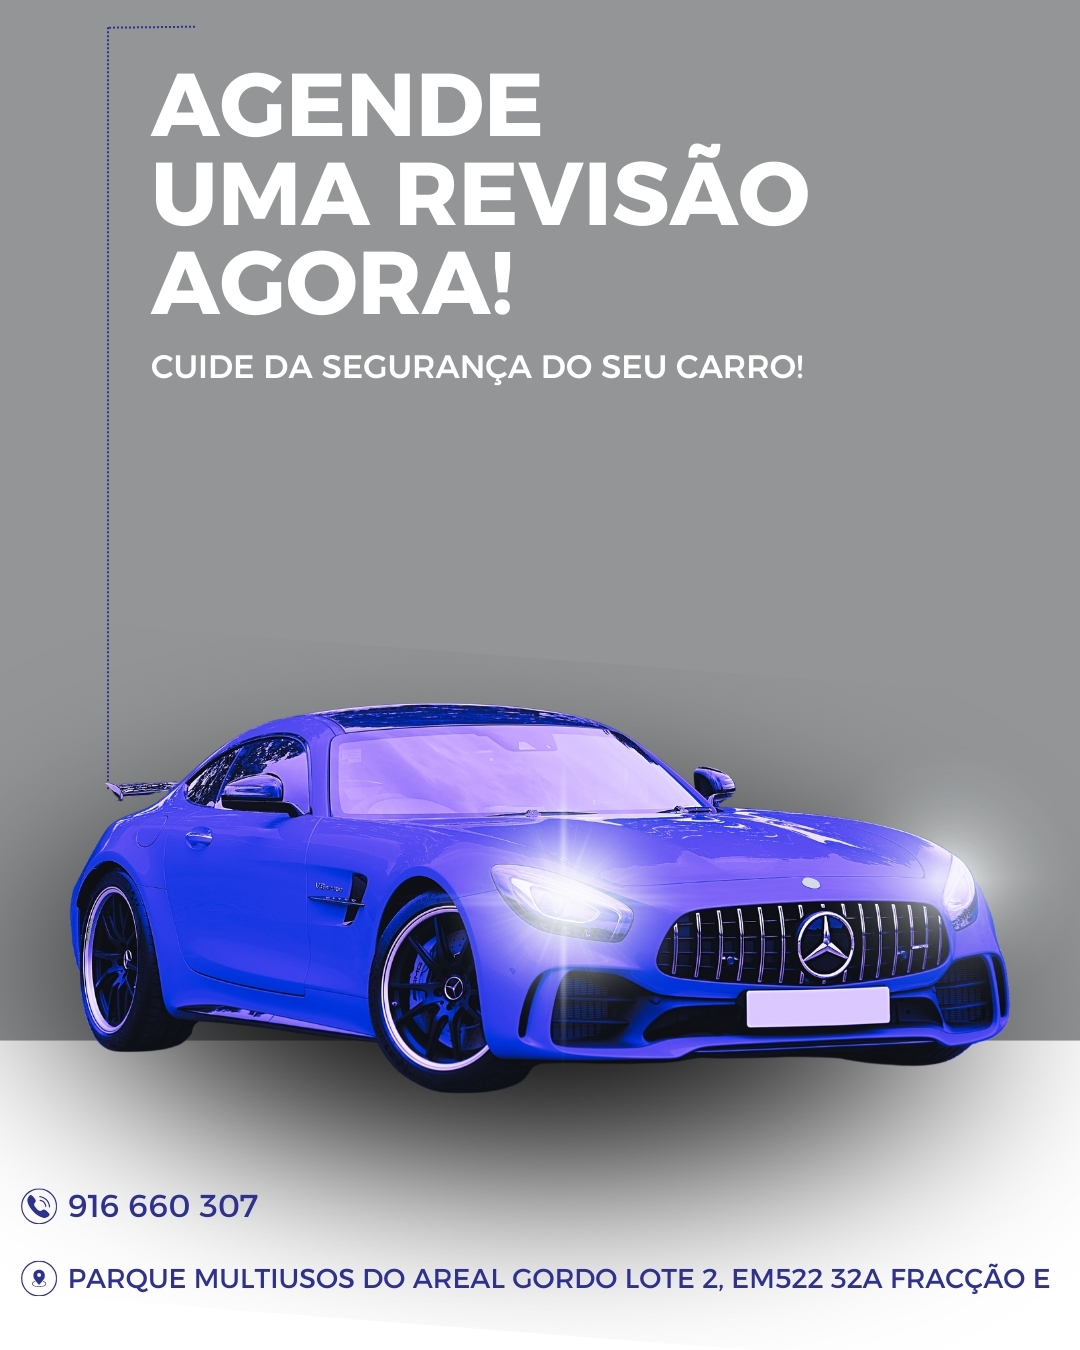 AGENDE
UMA REVISÃO
AGORA!
CUIDE DA SEGURANÇA DO SEU CARRO!
916 660 307
PARQUE MULTIUSOS DO AREAL GORDO LOTE 2, EM522 32A FRACÇÃO E